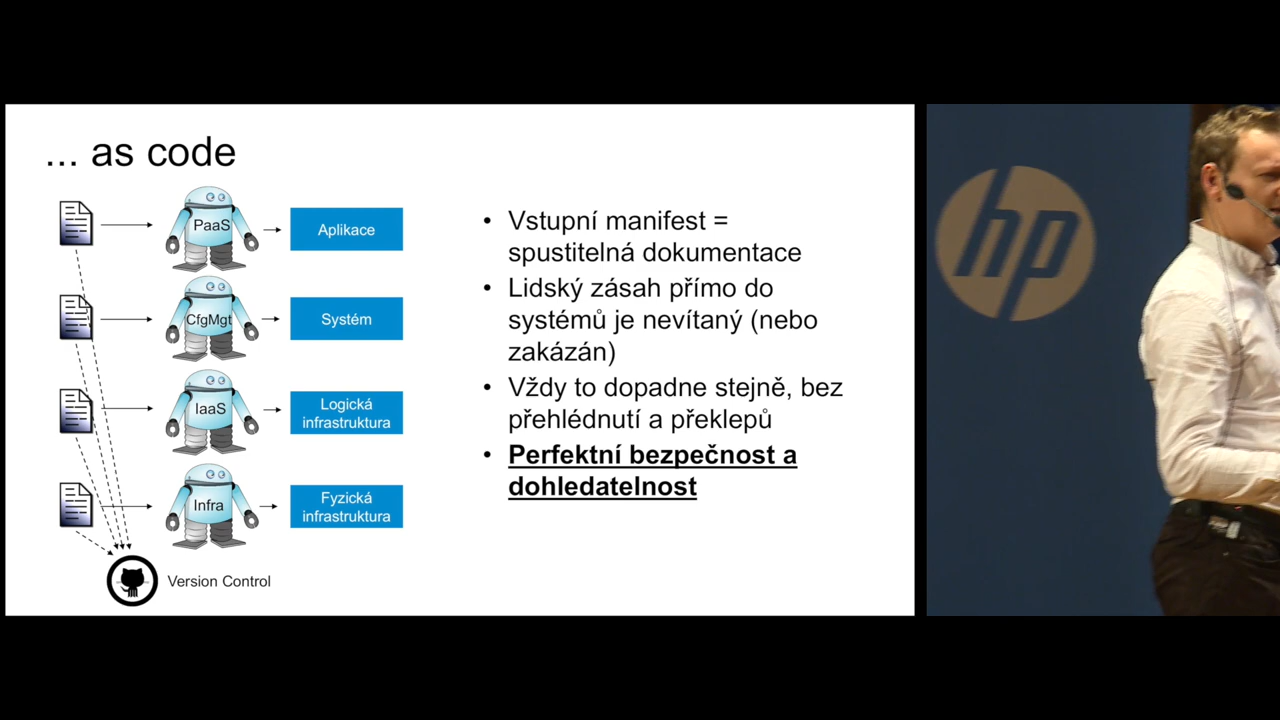 ... as code
PaaS
Aplikace
CfgMgt
Systém
IaaS
Logická
infrastruktura
Infra
Fyzická
infrastruktura
Version Control
• Vstupní manifest =
spustitelná dokumentace
• Lidský zásah přímo do
systémů je nevítaný (nebo
zakázán)
• Vždy to dopadne stejně, bez
přehlédnutí a překlepů
• Perfektní bezpečnost a
dohledatelnost
hp